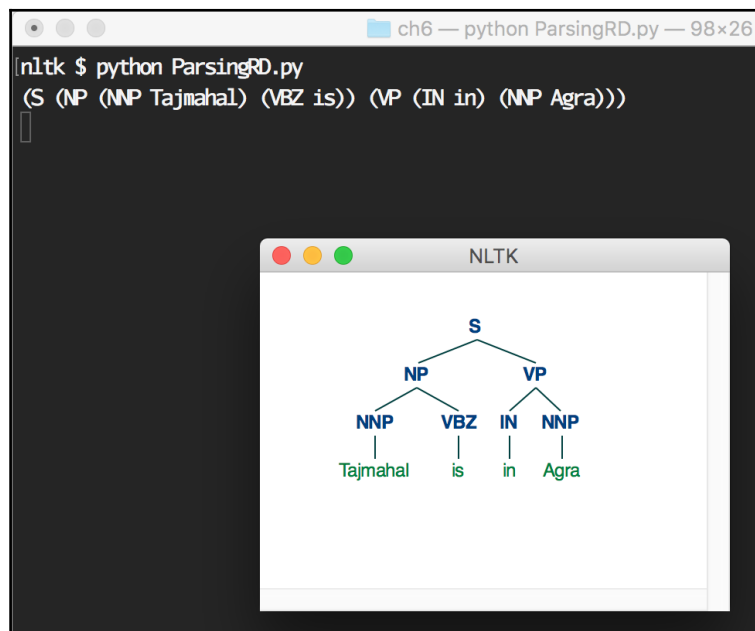 ch6 — python ParsingRD.py — 98×26
[nltk $ python ParsingRD.py
(S (NP (NNP Tajmahal) (VBZ is)) (VP (IN in) (NNP Agra)))
NLTK
S
NP VP
NNP VBZ IN NNP
Tajmahal is in Agra